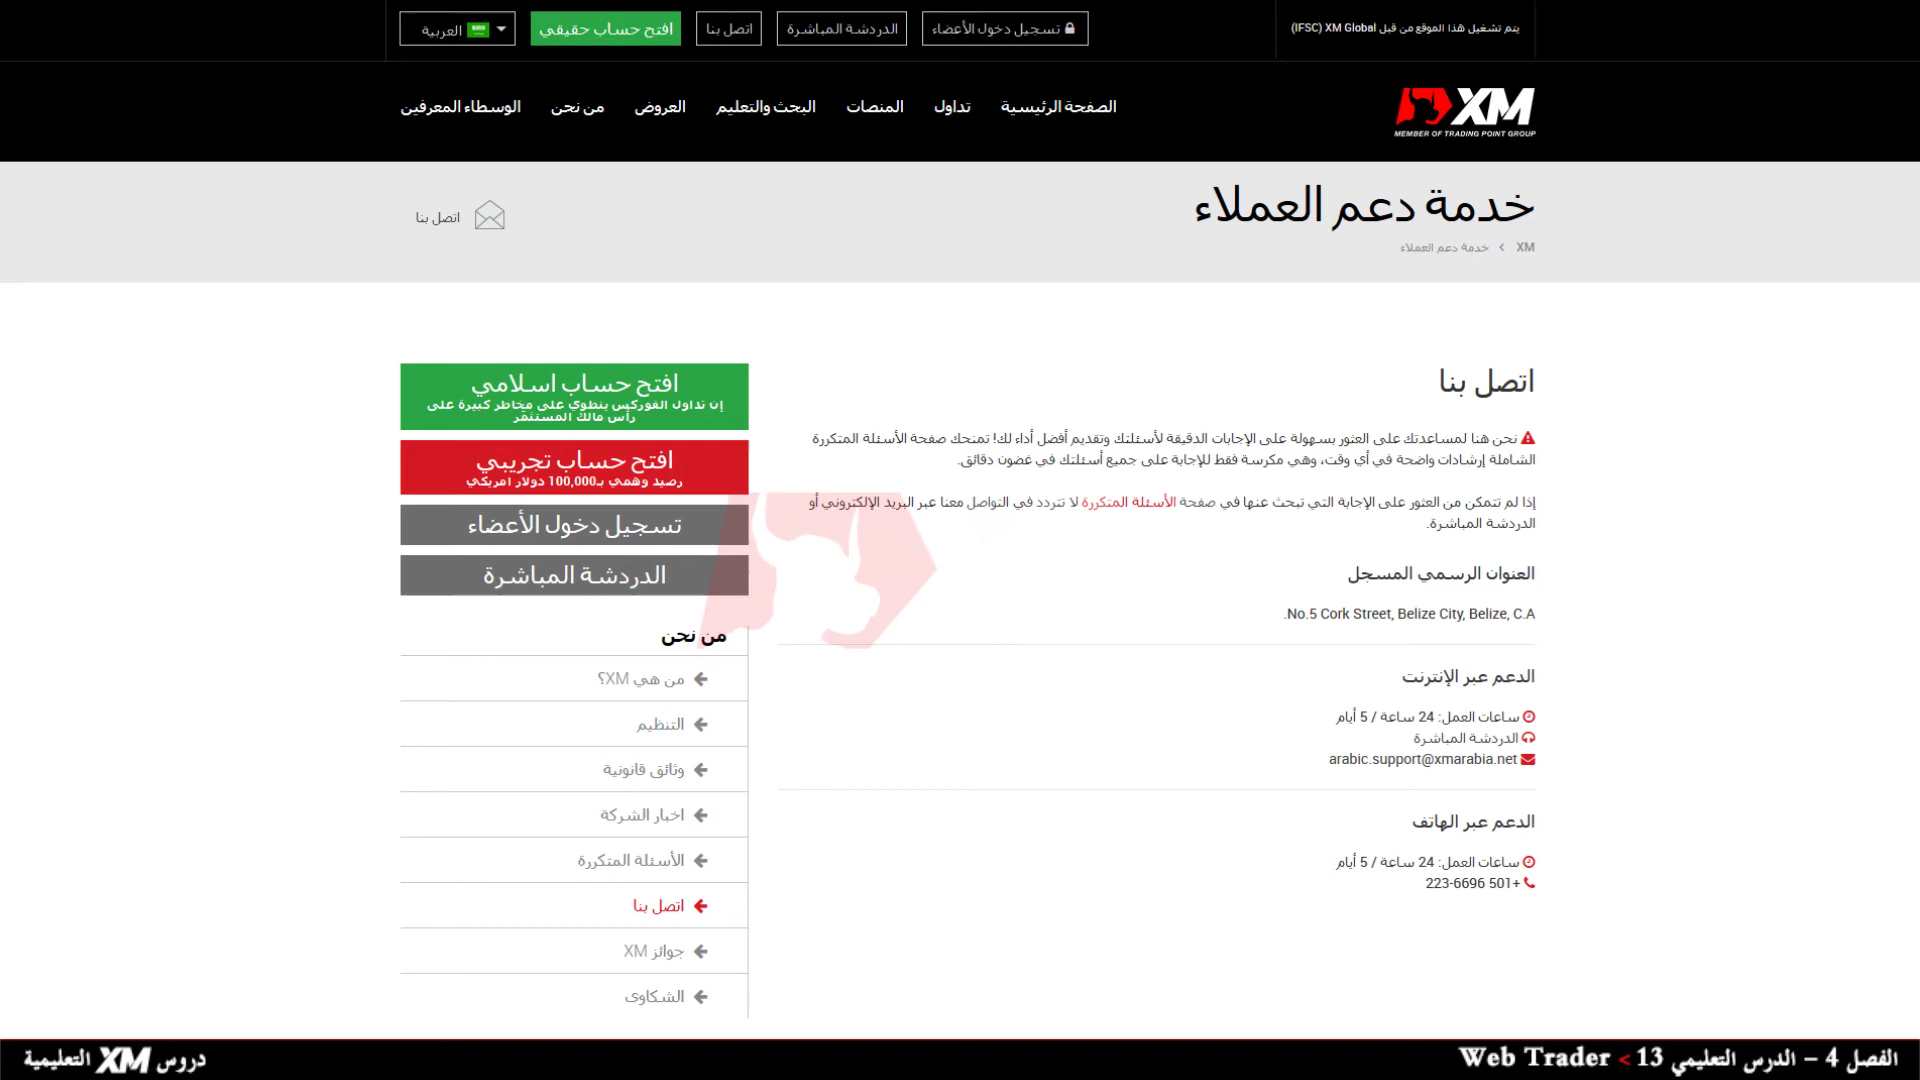 يتم تشغيل هذا الموقع من قبل XM Global (IFSC)
تسجيل دخول الأعضاء
الدردشة المباشرة
اتصل بنا
افتح حساب حقيقي
العربية
XM
MEMBER OF TRADING POINT GROUP
الصفحة الرئيسية
تداول
المنصات
البحث والتعليم
العروض
من نحن
الوسطاء المعرفين
خدمة دعم العملاء
XM > خدمة دعم العملاء
اتصل بنا
اتصل بنا
نحن هنا لمساعدتك على العثور بسهولة على الإجابات الدقيقة لأسئلتك وتقديم أفضل أداء لك! تمنحك صفحة الأسئلة المتكررة
الشاملة إرشادات واضحة في أي وقت، وهي مكرسة فقط للإجابة على جميع أسئلتك في غضون دقائق.
إذا لم تتمكن من العثور على الإجابة التي تبحث عنها في صفحة الأسئلة المتكررة لا تتردد في التواصل معنا عبر البريد الإلكتروني أو
الدردشة المباشرة.
العنوان الرسمي المسجل
No.5 Cork Street, Belize City, Belize, C.A.
الدعم عبر الإنترنت
ساعات العمل: 24 ساعة / 5 أيام
الدردشة المباشرة
arabic.support@xmarabia.net
الدعم عبر الهاتف
ساعات العمل: 24 ساعة / 5 أيام
+501 223-6696
افتح حساب اسلامي
إن تداول الفوركس ينطوي على مخاطر كبيرة على
رأس مالك المستثمر
افتح حساب تجريبي
رصيد وهمي بـ100,000 دولار امريكي
تسجيل دخول الأعضاء
الدردشة المباشرة
من نحن
من هي XM؟
التنظيم
وثائق قانونية
اخبار الشركة
الأسئلة المتكررة
اتصل بنا
جوائز XM
الشكاوى
الفصل 4 – الدرس التعليمي 13 > Web Trader
دروس XM التعليمية